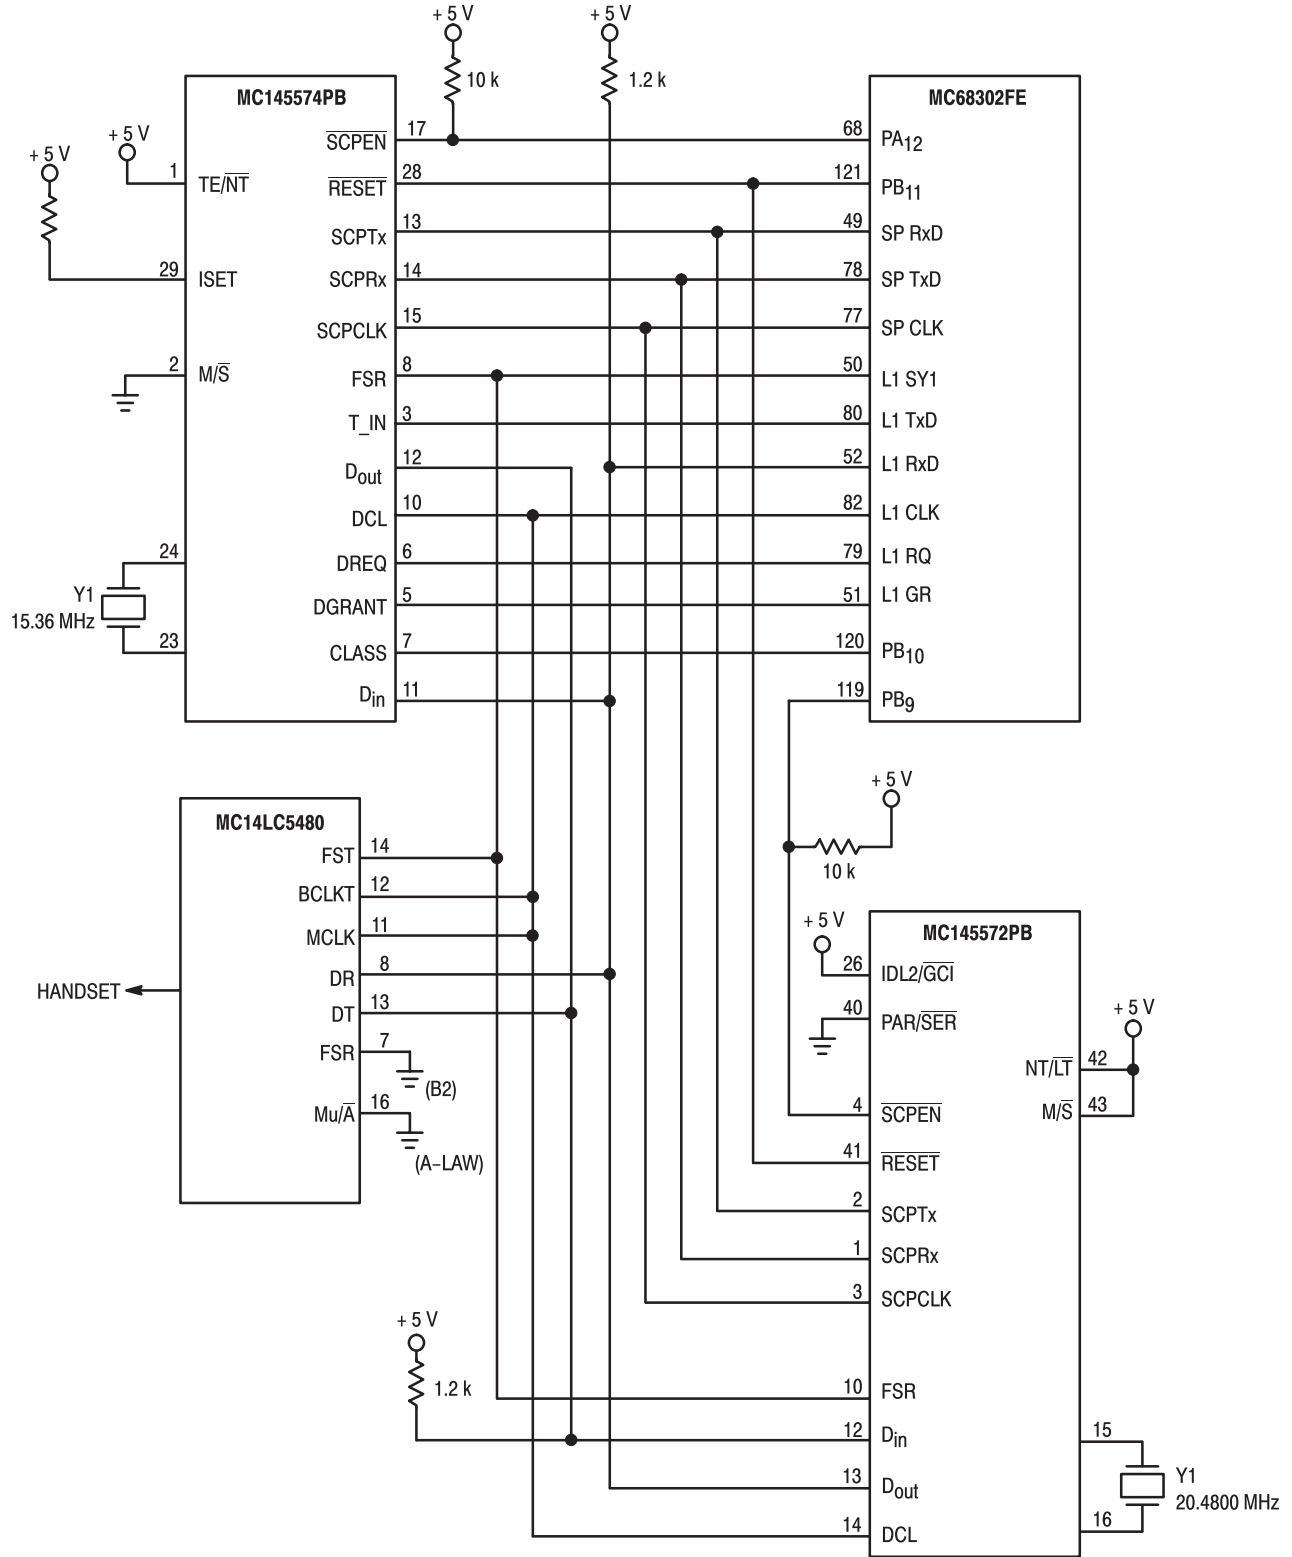 + 5 V
+ 5 V
10 k
1.2 k
MC145574PB
MC68302FE
+ 5 V
+ 5 V
SCPEN 17
68 PA12
1 TE/NT
RESET 28
121 PB11
SCPTx 13
49 SP RxD
29 ISET
SCPRx 14
78 SP TxD
SCPCLK 15
77 SP CLK
2 M/S
FSR 8
50 L1 SY1
T_IN 3
80 L1 TxD
Dout 12
52 L1 RxD
DCL 10
82 L1 CLK
24
DREQ 6
79 L1 RQ
Y1
15.36 MHz
DGRANT 5
51 L1 GR
23
CLASS 7
120 PB10
Din 11
119 PB9
+ 5 V
10 k
MC14LC5480
FST 14
BCLKT 12
MCLK 11
DR 8
HANDSET
DT 13
FSR 7
(B2)
Mu/A 16
(A–LAW)
MC145572PB
+ 5 V
26 IDL2/GCI
40 PAR/SER
+ 5 V
NT/LT 42
M/S 43
4 SCPEN
41 RESET
2 SCPTx
1 SCPRx
3 SCPCLK
+ 5 V
1.2 k
10 FSR
12 Din
13 Dout
14 DCL
15
Y1
20.4800 MHz
16